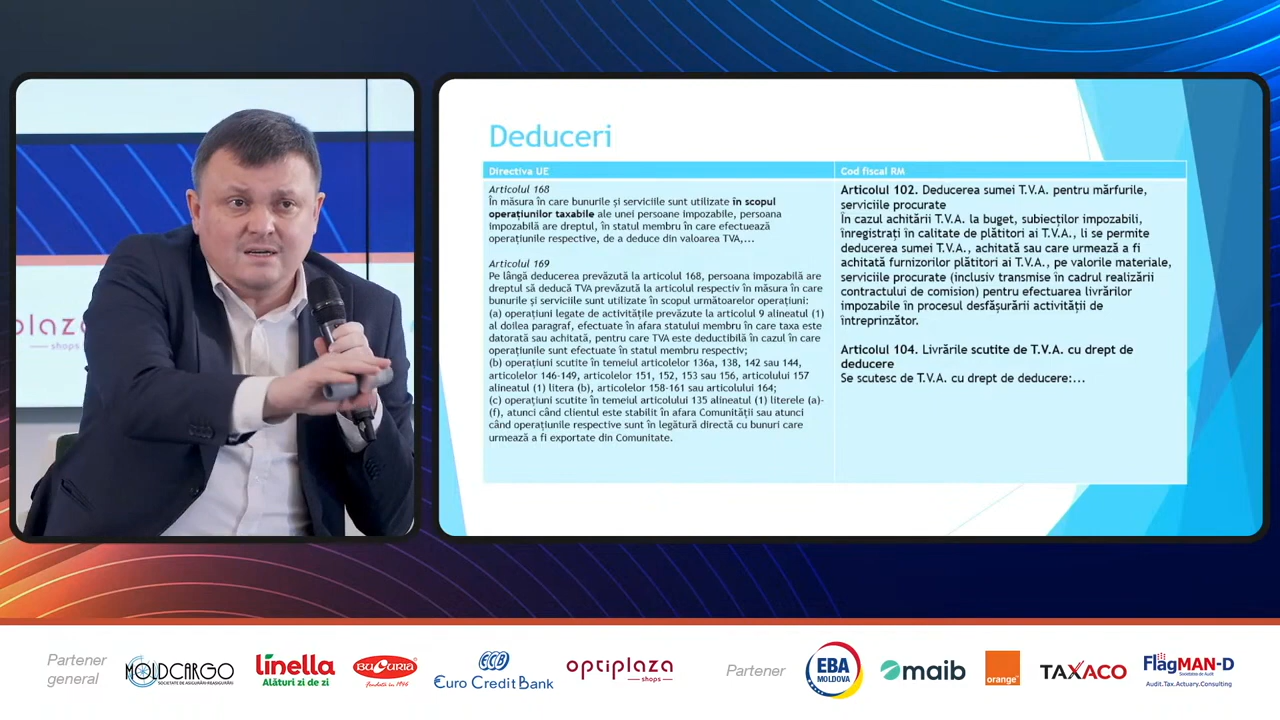 plaza
shops
Deduceri
Directiva UE
Articolul 168
În măsura în care bunurile și serviciile sunt utilizate în scopul
operațiunilor taxabile ale unei persoane impozabile, persoana
impozabilă are dreptul, în statul membru în care efectuează
operațiunile respective, de a deduce din valoarea TVA,...
Articolul 169
Pe lângă deducerea prevăzută la articolul 168, persoana impozabilă are
dreptul să deducă TVA prevăzută la articolul respectiv în măsura în care
bunurile și serviciile sunt utilizate în scopul următoarelor operațiuni:
(a) operațiuni legate de activitățile prevăzute la articolul 9 alineatul (1)
al doilea paragraf, efectuate în afara statului membru în care taxa este
datorată sau achitată, pentru care TVA este deductibilă în cazul în care
operațiunile sunt efectuate în statul membru respectiv;
(b) operațiuni scutite în temeiul articolelor 136a, 138, 142 sau 144,
articolelor 146-149, articolelor 151, 152, 153 sau 156, articolului 157
alineatul (1) litera (b), articolelor 158-161 sau articolului 164;
(c) operațiuni scutite în temeiul articolului 135 alineatul (1) literele (a)-
(f), atunci când clientul este stabilit în afara Comunității sau atunci
când operațiunile respective sunt în legătură directă cu bunuri care
urmează a fi exportate din Comunitate.
Cod fiscal RM
Articolul 102. Deducerea sumei T.V.A. pentru mărfurile,
serviciile procurate
În cazul achitării T.V.A. la buget, subiecților impozabili,
înregistrați în calitate de plătitori ai T.V.A., li se permite
deducerea sumei T.V.A., achitată sau care urmează a fi
achitată furnizorilor plătitori ai T.V.A., pe valorile materiale,
serviciile procurate (inclusiv transmise în cadrul realizării
contractului de comision) pentru efectuarea livrărilor
impozabile în procesul desfășurării activității de
întreprinzător.
Articolul 104. Livrările scutite de T.V.A. cu drept de
deducere
Se scutesc de T.V.A. cu drept de deducere:...
Partener
general
MOLDCARGO
SOCIETATE DE ASIGURĂRI-REASIGURĂRI
linella
Alături zi de zi
BUCURIA
fondată în 1946
ECB
Euro Credit Bank
optiplaza
shops
Partener
EBA
MOLDOVA
maib
orange
TAXACO
FlagMAN-D
Societatea de Audit
Audit.Tax.Actuary.Consulting